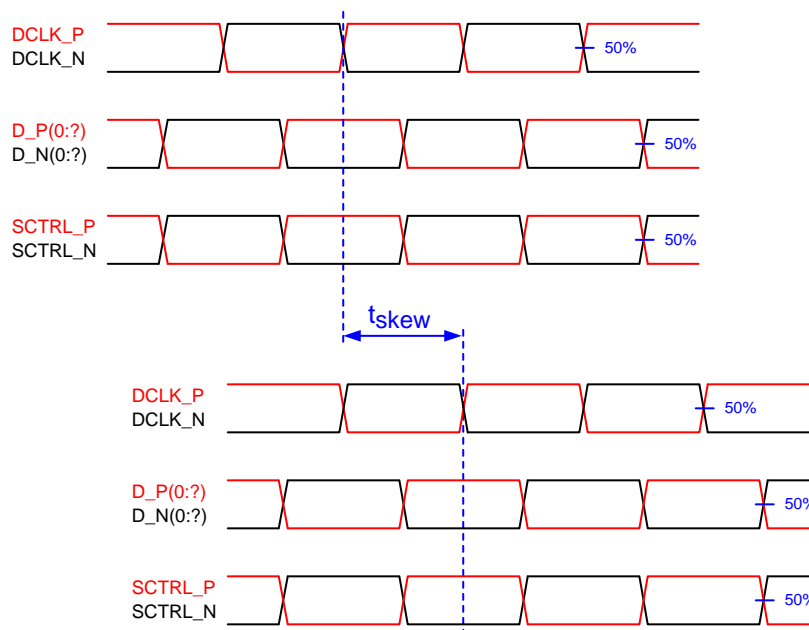 DCLK_P
DCLK_N
50%
D_P(0:?)
D_N(0:?)
50%
SCTRL_P
SCTRL_N
50%
tskew
DCLK_P
DCLK_N
50%
D_P(0:?)
D_N(0:?)
50%
SCTRL_P
SCTRL_N
50%